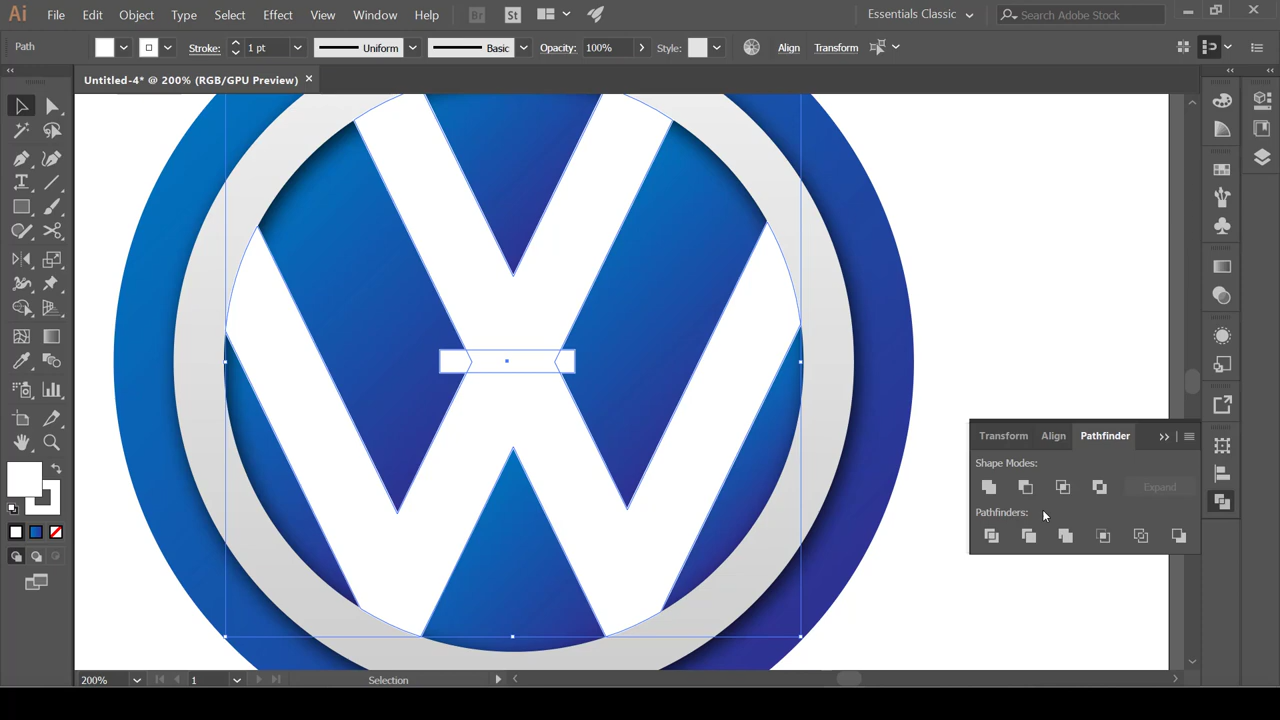 Ai File Edit Object Type Select Effect View Window Help Br St Essentials Classic Search Adobe Stock
Path Stroke: 1 pt Uniform Basic Opacity: 100% Style: Align Transform
Untitled-4* @ 200% (RGB/GPU Preview) ×
Transform Align Pathfinder
Shape Modes:
Expand
Pathfinders:
200% 1 Selection